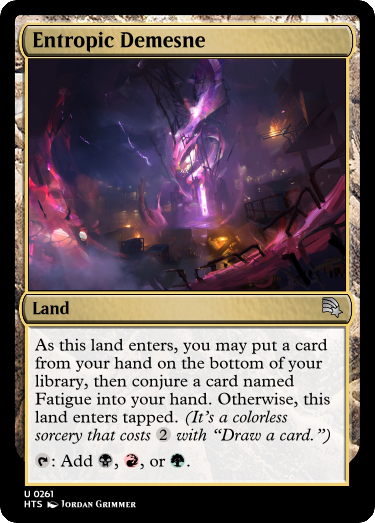 Entropic Demesne
Land
As this land enters, you may put a card
from your hand on the bottom of your
library, then conjure a card named
Fatigue into your hand. Otherwise, this
land enters tapped. (It's a colorless
sorcery that costs 2 with “Draw a card.”)
: Add , , or .
U 0261
HTS Jordan Grimmer